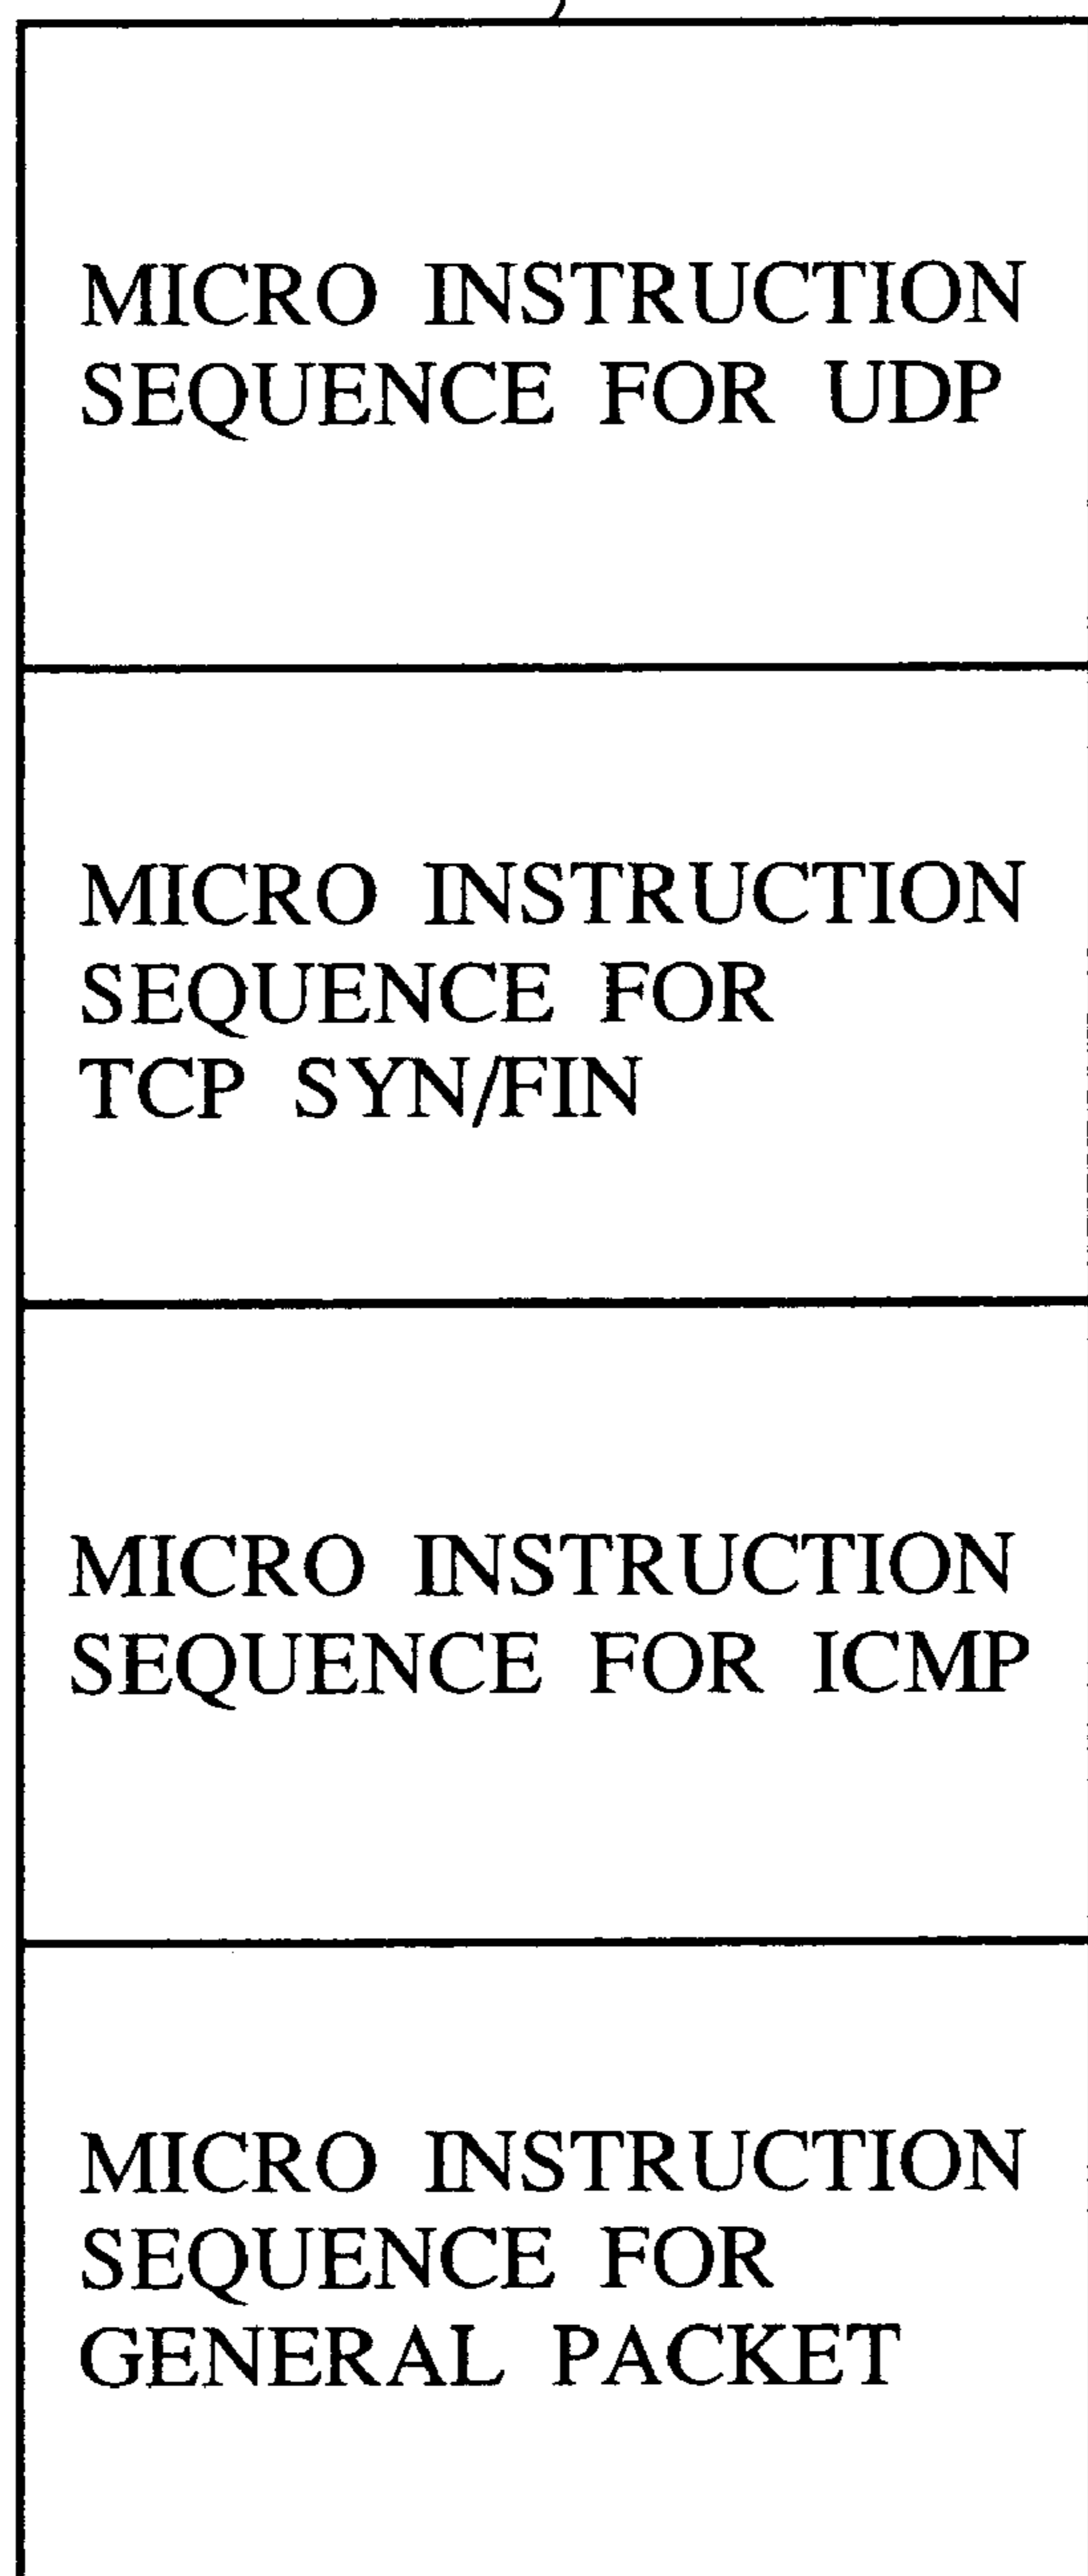 MICRO INSTRUCTION
SEQUENCE FOR UDP
MICRO INSTRUCTION
SEQUENCE FOR
TCP SYN/FIN
MICRO INSTRUCTION
SEQUENCE FOR ICMP
MICRO INSTRUCTION
SEQUENCE FOR
GENERAL PACKET